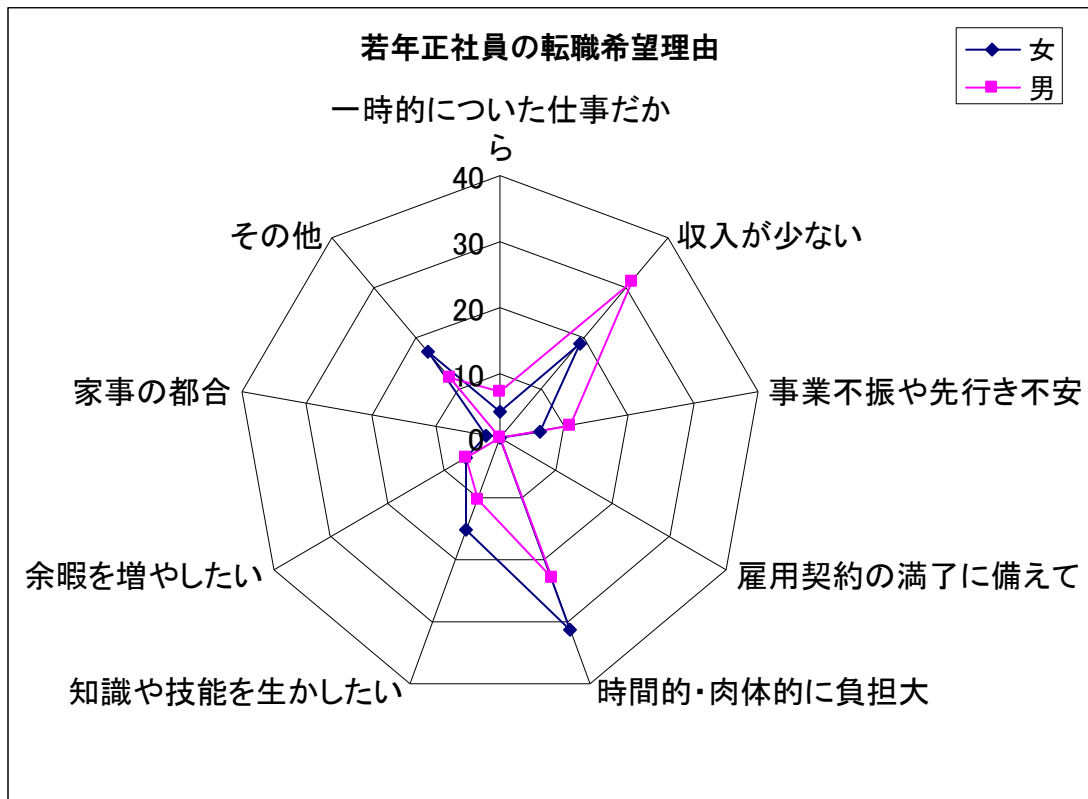 若年正社員の転職希望理由
女
男
一時的についた仕事だか
ら
40
30
20
10
0
収入が少ない
事業不振や先行き不安
雇用契約の満了に備えて
時間的・肉体的に負担大
知識や技能を生かしたい
余暇を増やしたい
家事の都合
その他